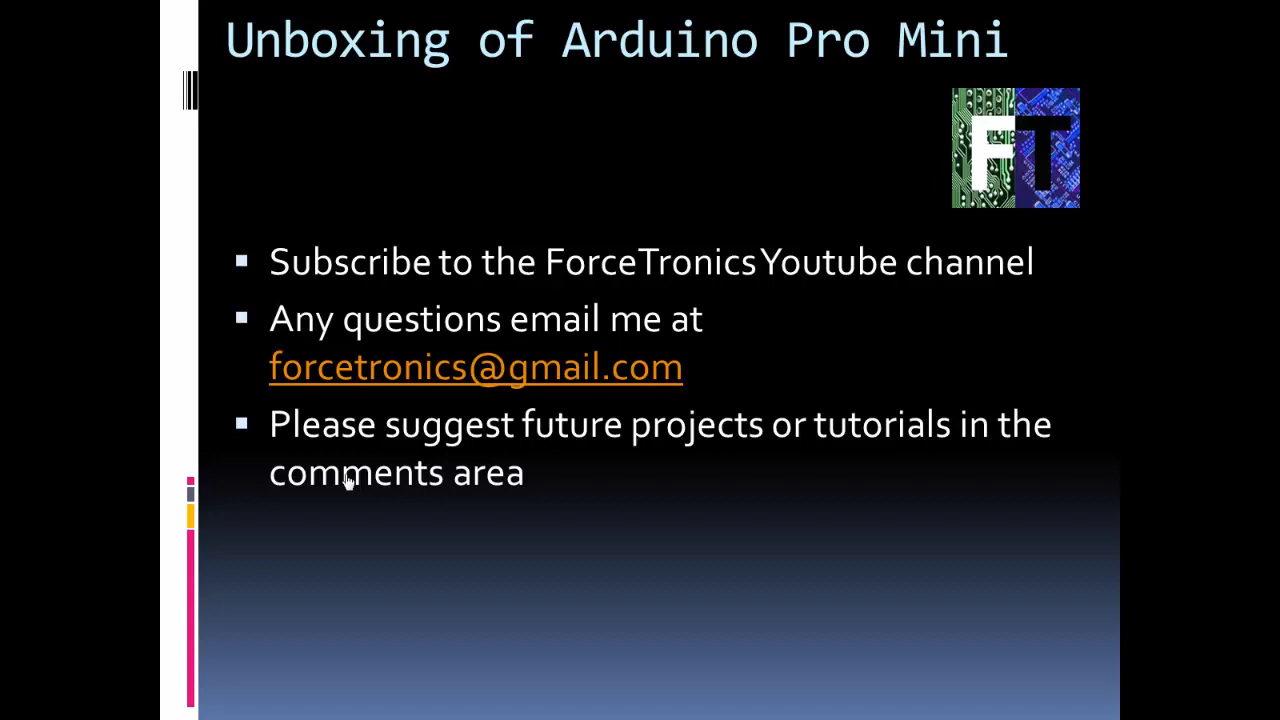 Unboxing of Arduino Pro Mini
FT
Subscribe to the ForceTronics Youtube channel
Any questions email me at
forcetronics@gmail.com
Please suggest future projects or tutorials in the
comments area